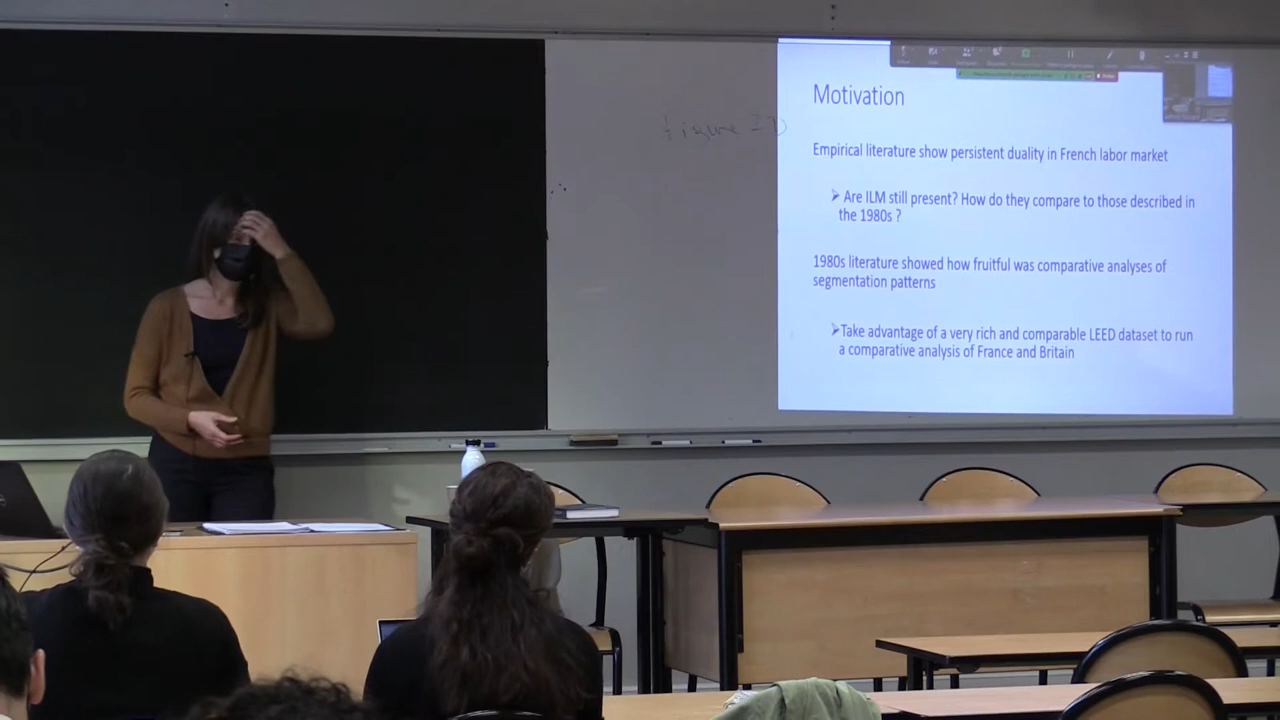 Motivation
Empirical literature show persistent duality in French labor market
➢ Are ILM still present? How do they compare to those described in
the 1980s ?
1980s literature showed how fruitful was comparative analyses of
segmentation patterns
➢Take advantage of a very rich and comparable LEED dataset to run
a comparative analysis of France and Britain